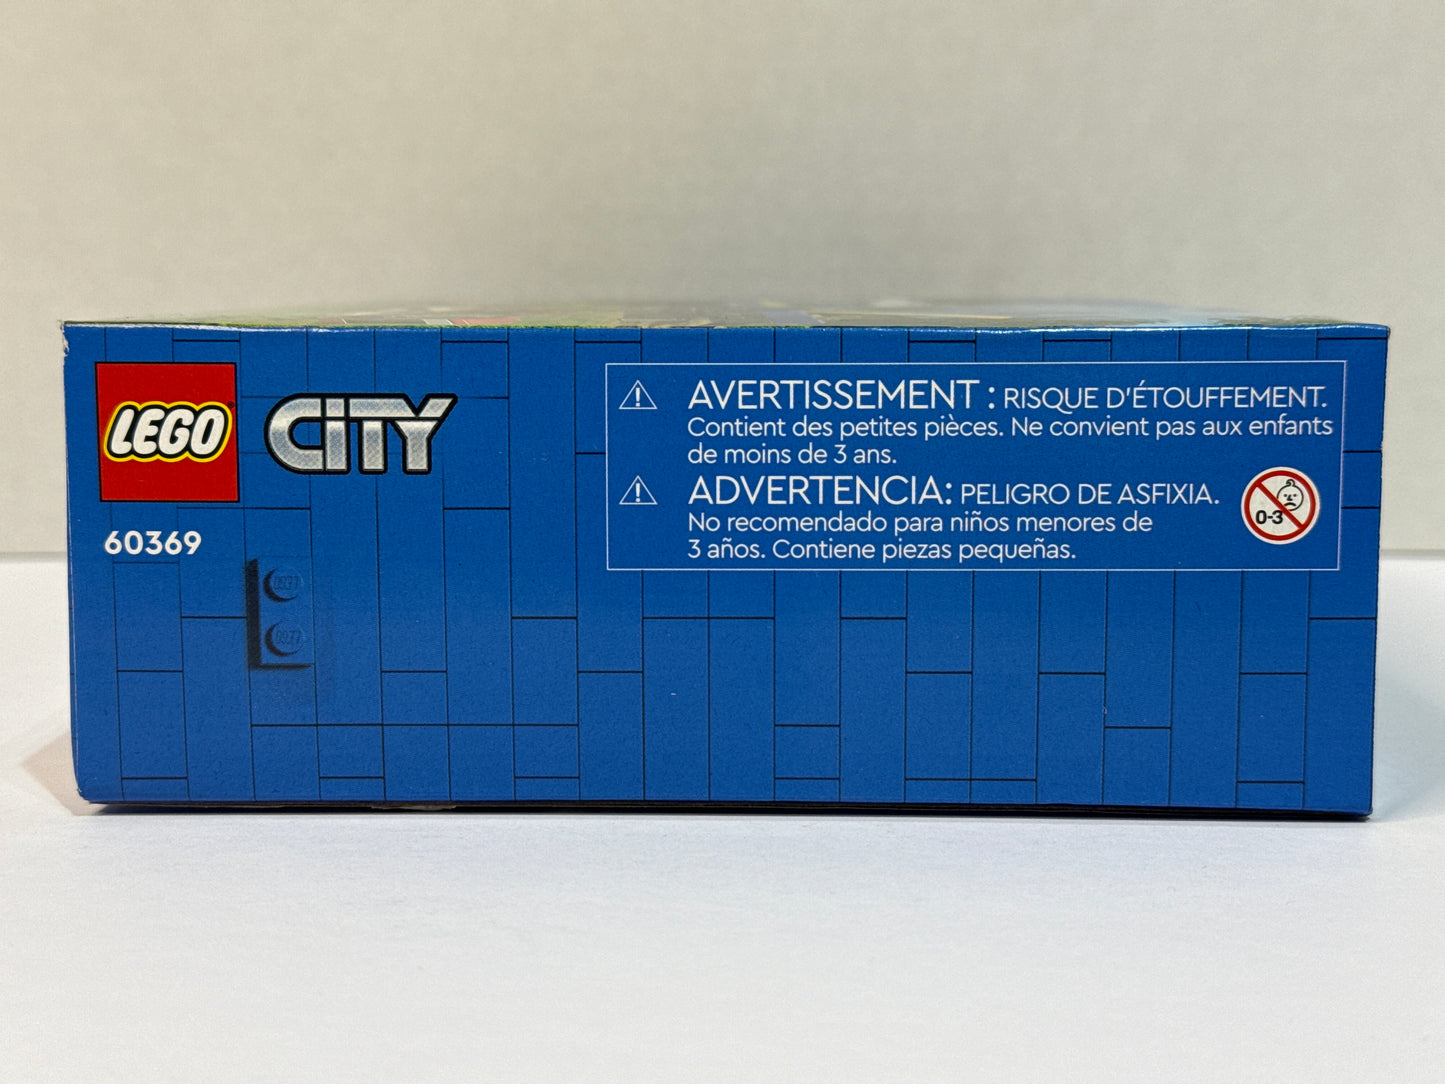 LEGO
CITY
60369
AVERTISSEMENT : RISQUE D'ÉTOUFFEMENT.
Contient des petites pièces. Ne convient pas aux enfants
de moins de 3 ans.
ADVERTENCIA: PELIGRO DE ASFIXIA.
No recomendado para niños menores de
3 años. Contiene piezas pequeñas.
0-3